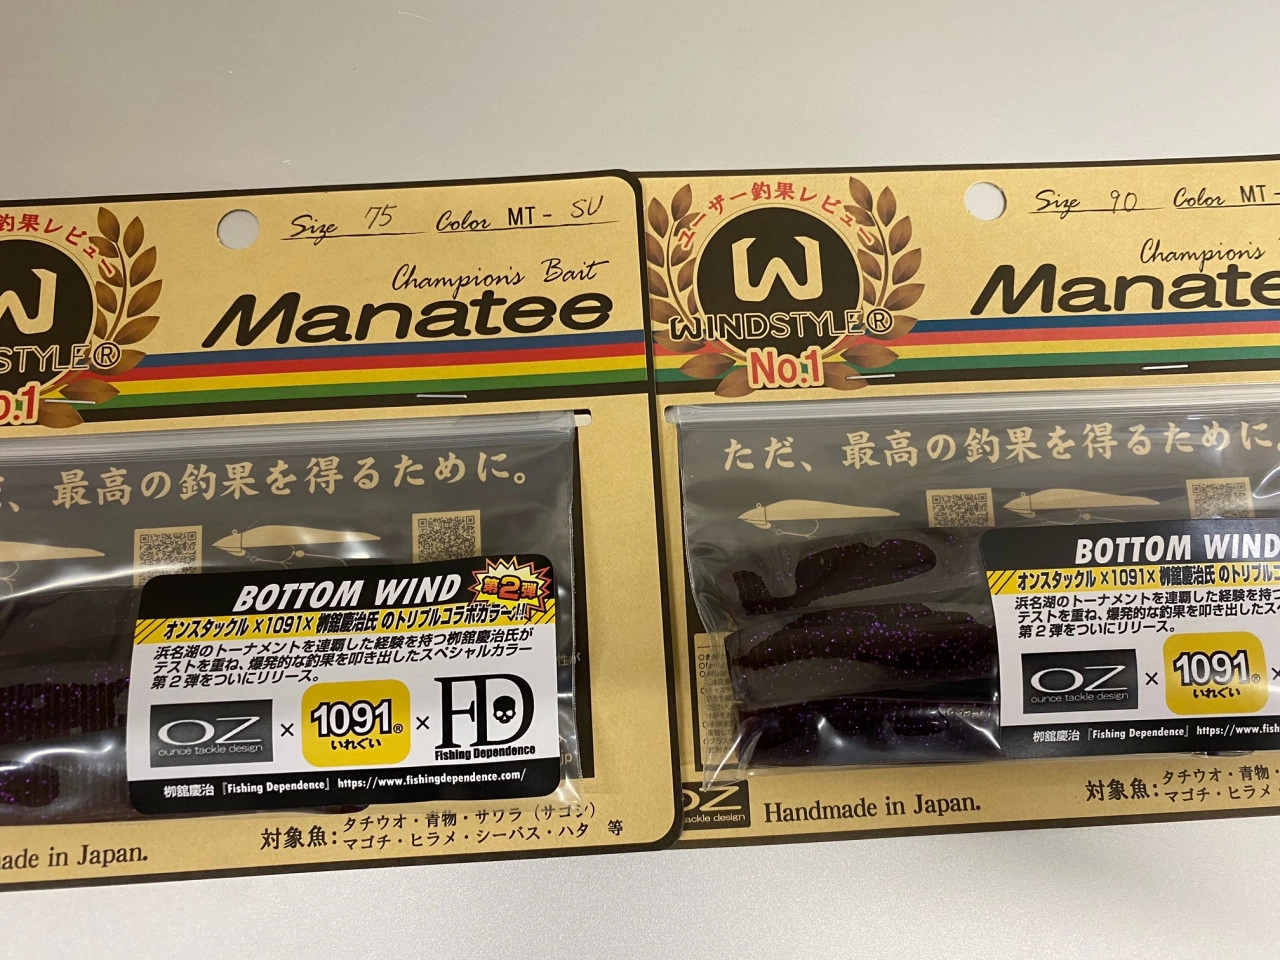 釣果レビュー
W
STYLE®
o.1
Size 75 Color MT- SU
Champion's Bait
Manatee
、最高の釣果を得るために。
BOTTOM WIND
第2弾
オンスタックル×1091×栁舘慶治氏のトリプルコラボカラー!!
浜名湖のトーナメントを連覇した経験を持つ栁舘慶治氏が
テストを重ね、爆発的な釣果を叩き出したスペシャルカラー
第2弾をついにリリース。
OZ
ounce tackle design
×
1091®
いれぐい
×
FD
Fishing Dependence
栁舘慶治『Fishing Dependence』https://www.fishingdependence.com/
jp
made in Japan.
対象魚：タチウオ・青物・サワラ（サゴシ）
マゴチ・ヒラメ・シーバス・ハタ 等
ユーザー釣果レビュー
W
WINDSTYLE®
No.1
Size 90 Color MT-
Champion's
Manate
ただ、最高の釣果を得るために
BOTTOM WIND
オンスタックル×1091×栁舘慶治氏のトリプルコ
浜名湖のトーナメントを連覇した経験を持つ
テストを重ね、爆発的な釣果を叩き出したス
第2弾をついにリリース。
OZ
ounce tackle design
×
1091®
いれぐい
×
栁舘慶治『Fishing Dependence』https://www.fishing
OZ
ackle design
Handmade in Japan.
対象魚：タチウオ・青物・
マゴチ・ヒラメ・